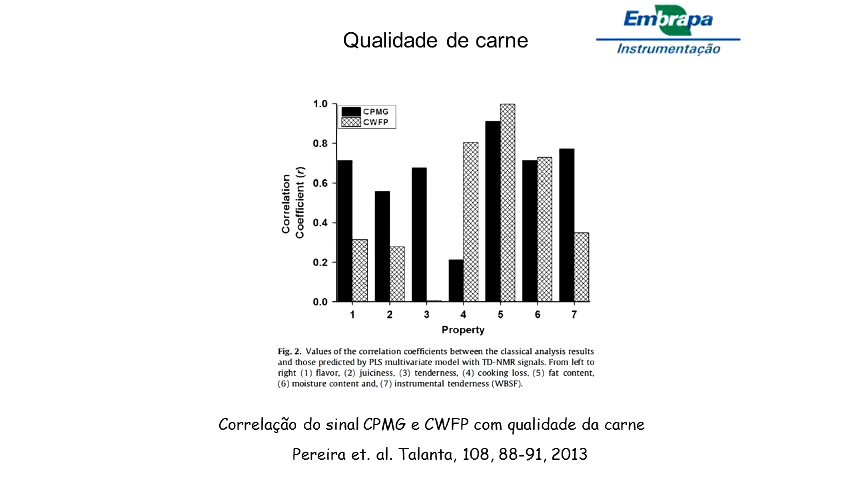 Qualidade de carne
Embrapa
Instrumentação
CPMG
CWFP
1.0
0.8
0.6
0.4
0.2
0.0
Correlation
Coefficient (r)
1 2 3 4 5 6 7
Property
Fig. 2. Values of the correlation coefficients between the classical analysis results
and those predicted by PLS multivariate model with TD-NMR signals. From left to
right (1) flavor, (2) juiciness, (3) tenderness, (4) cooking loss, (5) fat content,
(6) moisture content and, (7) instrumental tenderness (WBSF).
Correlação do sinal CPMG e CWFP com qualidade da carne
Pereira et. al. Talanta, 108, 88-91, 2013